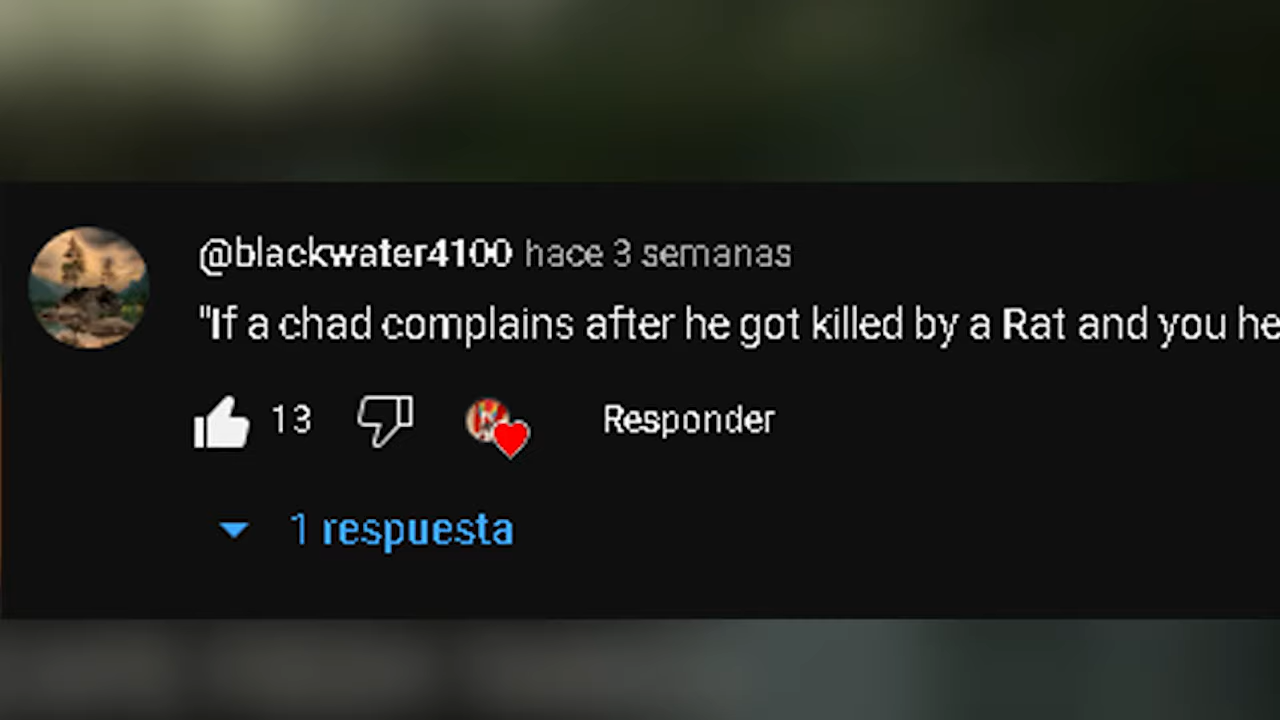 @blackwater4100 hace 3 semanas
"If a chad complains after he got killed by a Rat and you he
13
Responder
1 respuesta